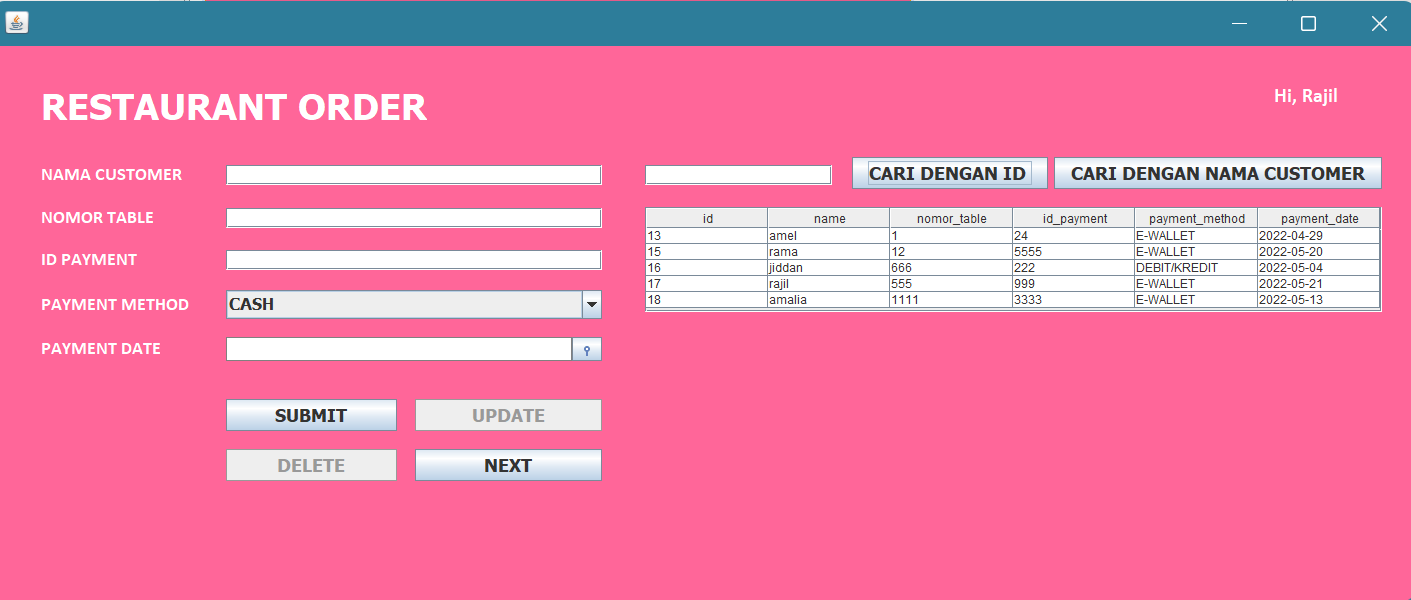 RESTAURANT ORDER
Hi, Rajil
NAMA CUSTOMER
NOMOR TABLE
ID PAYMENT
PAYMENT METHOD CASH
PAYMENT DATE
SUBMIT UPDATE
DELETE NEXT
CARI DENGAN ID CARI DENGAN NAMA CUSTOMER
id name nomor_table id_payment payment_method payment_date
13 amel 1 24 E-WALLET 2022-04-29
15 rama 12 5555 E-WALLET 2022-05-20
16 jiddan 666 222 DEBIT/KREDIT 2022-05-04
17 rajil 555 999 E-WALLET 2022-05-21
18 amalia 1111 3333 E-WALLET 2022-05-13